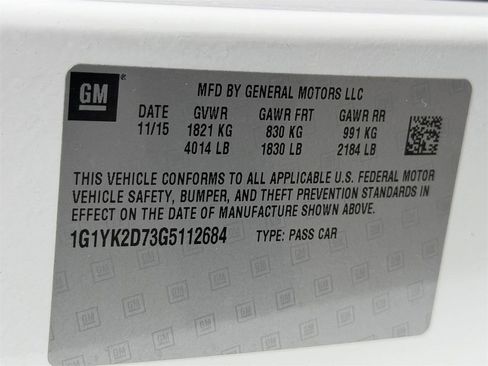 GM
MFD BY GENERAL MOTORS LLC
DATE GVWR GAWR FRT GAWR RR
11/15 1821 KG 830 KG 991 KG
4014 LB 1830 LB 2184 LB
THIS VEHICLE CONFORMS TO ALL APPLICABLE U.S. FEDERAL MOTOR
VEHICLE SAFETY, BUMPER, AND THEFT PREVENTION STANDARDS IN
EFFECT ON THE DATE OF MANUFACTURE SHOWN ABOVE.
1G1YK2D73G5112684 TYPE: PASS CAR